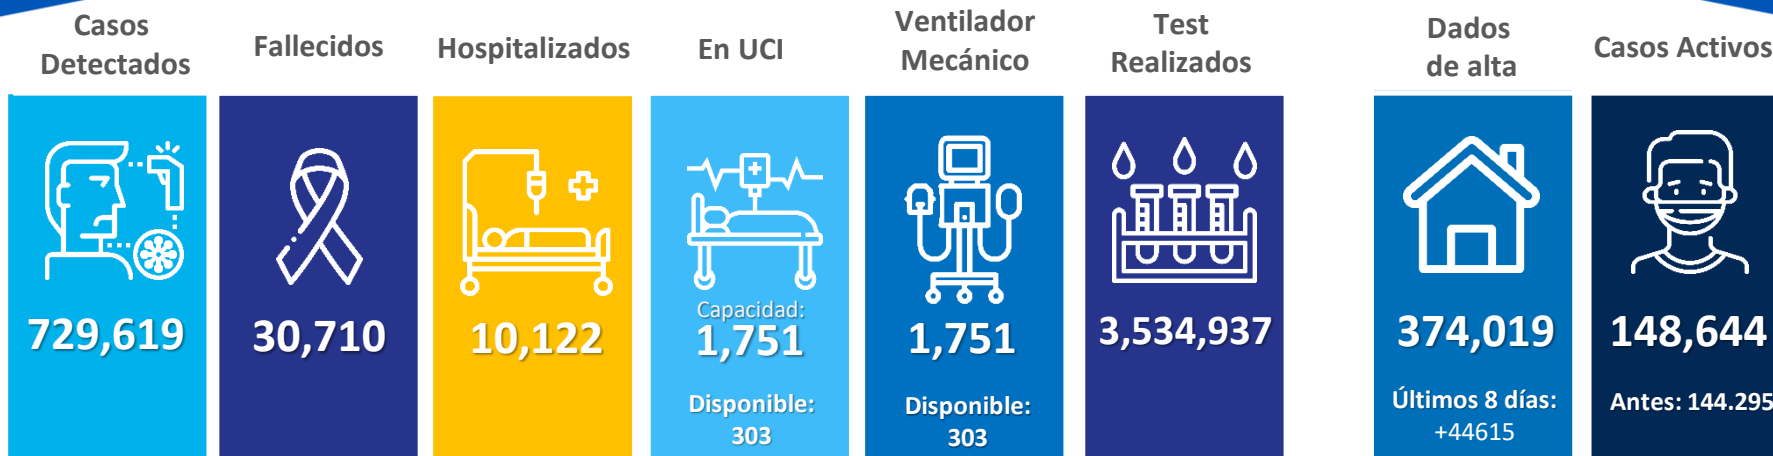 Casos
Detectados
729,619
Fallecidos
30,710
Hospitalizados
10,122
En UCI
Capacidad:
1,751
Disponible:
303
Ventilador
Mecánico
1,751
Disponible:
303
Test
Realizados
3,534,937
Dados
de alta
374,019
Últimos 8 días:
+44615
Casos Activos
148,644
Antes: 144.295